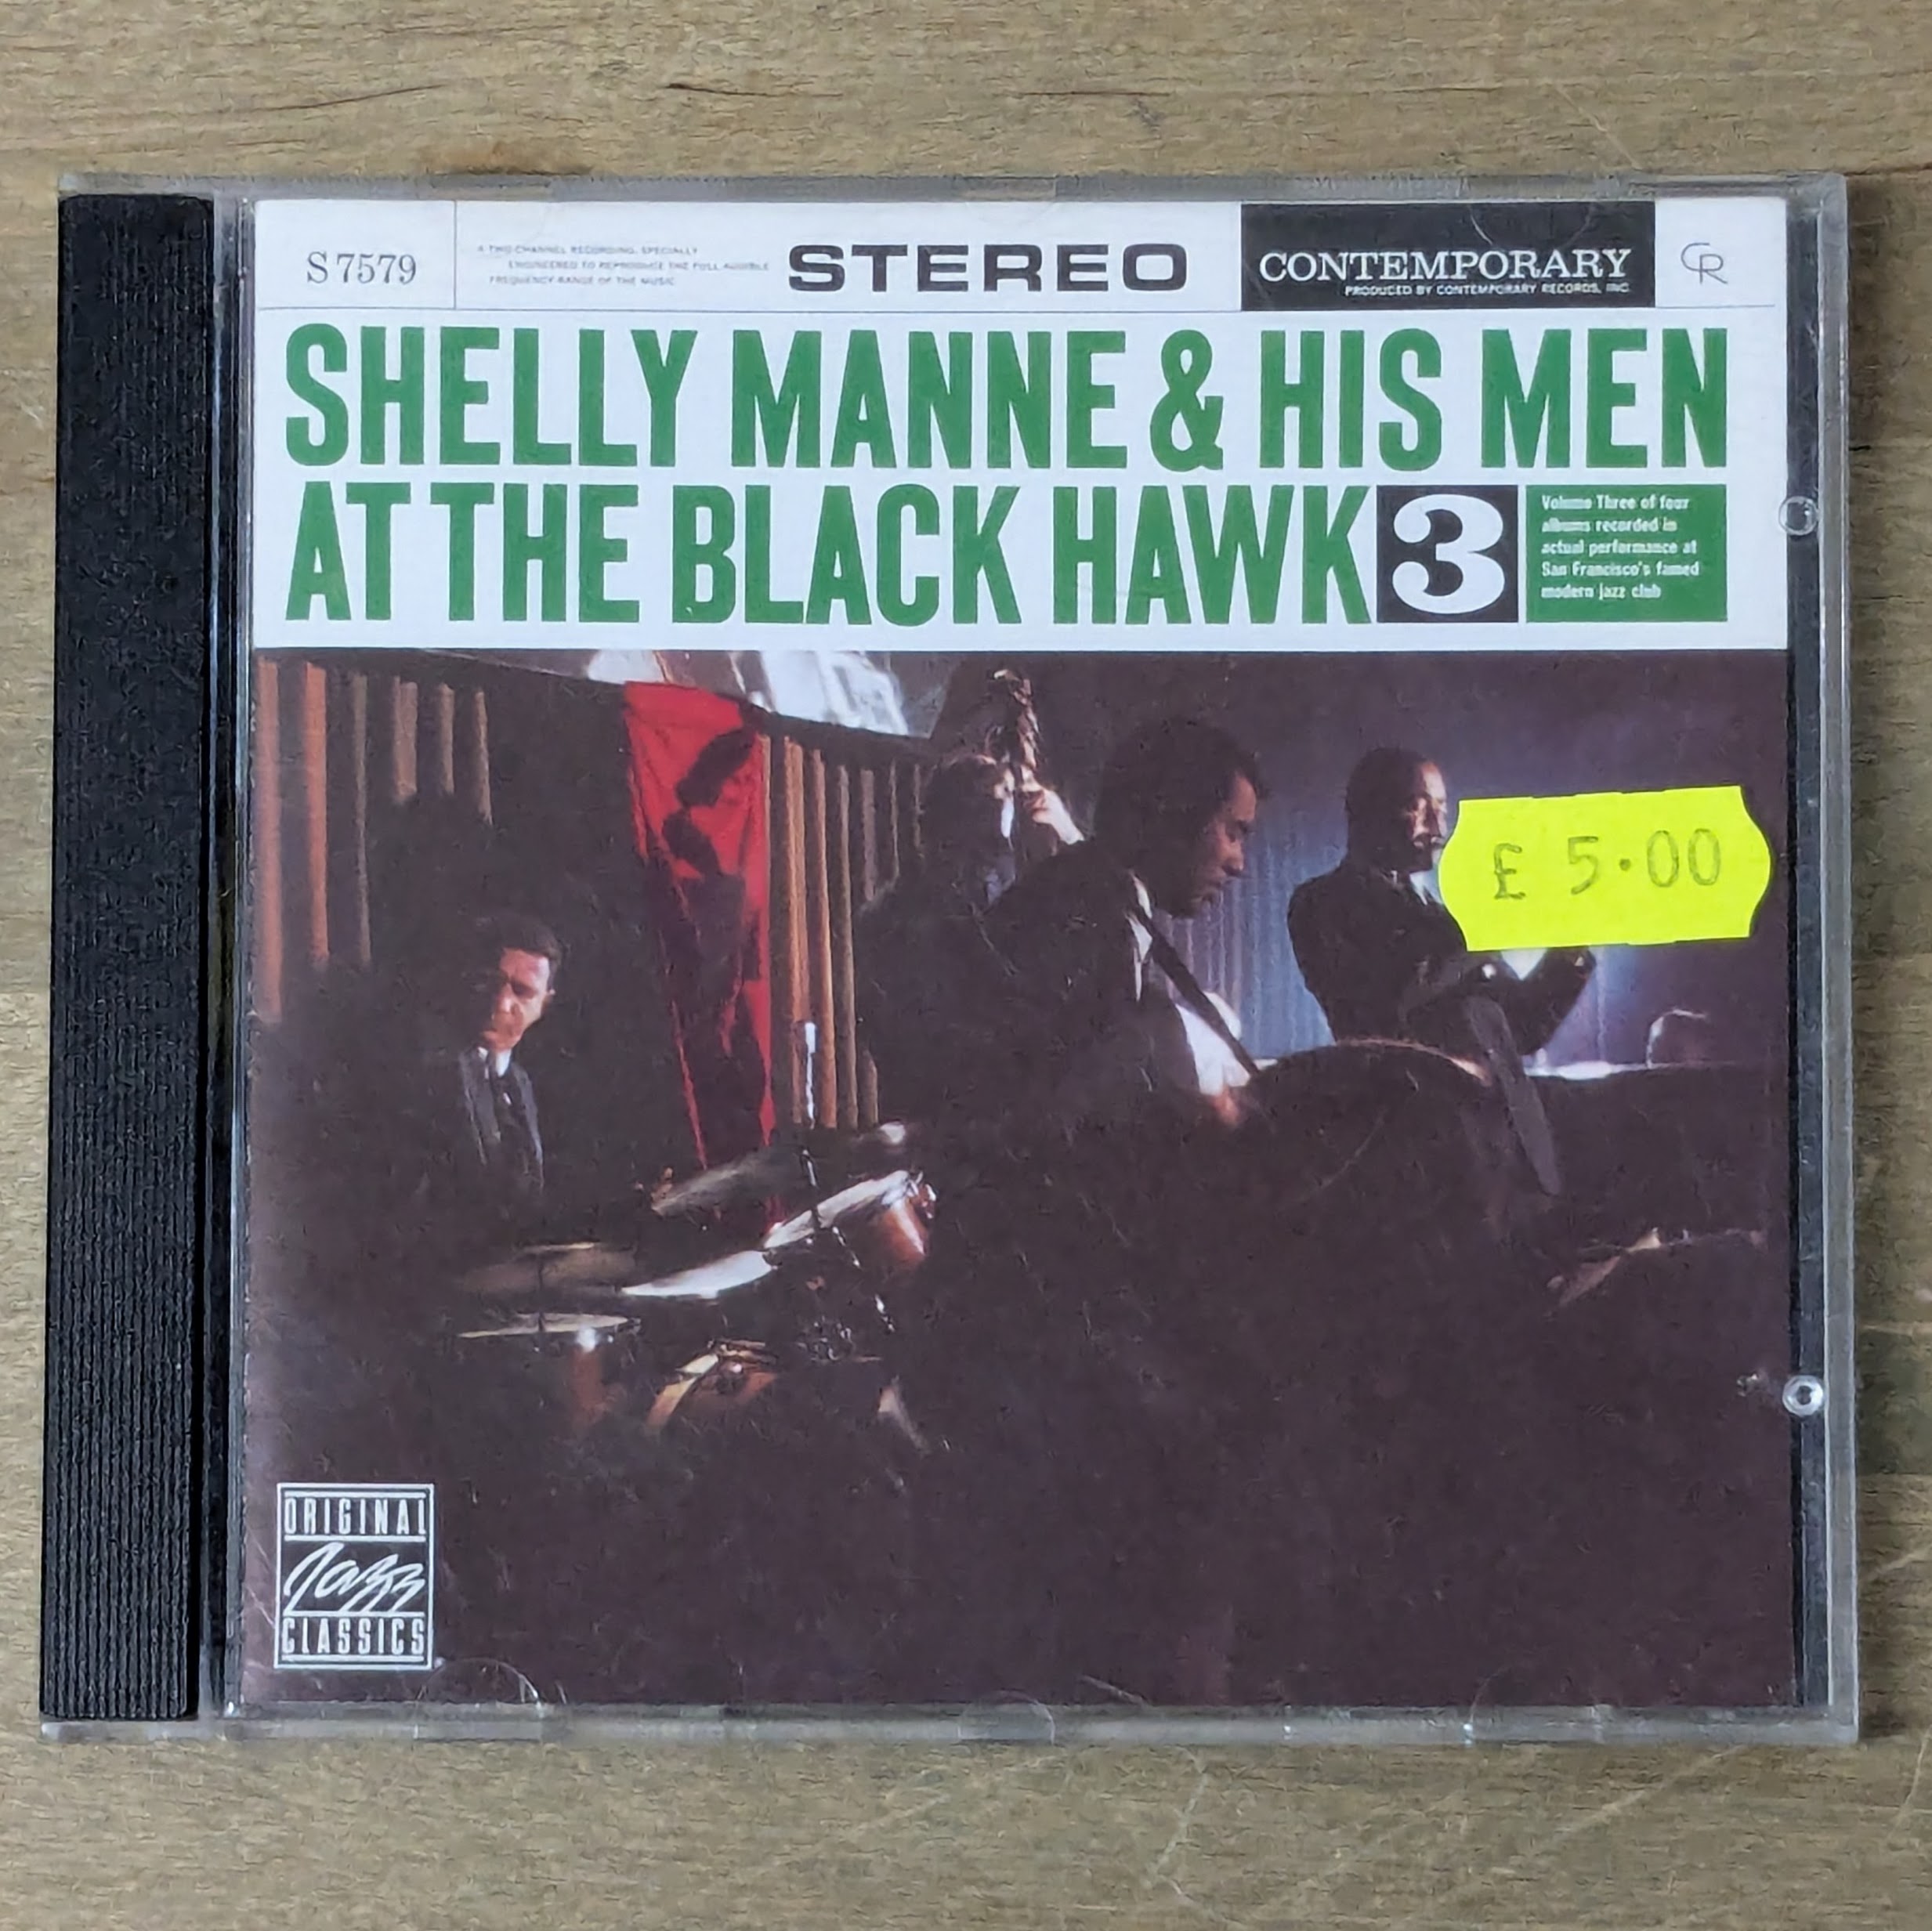 S 7579
A TWO-CHANNEL RECORDING, SPECIALLY
ENGINEERED TO REPRODUCE THE FULL AUDIBLE
FREQUENCY RANGE OF THE MUSIC
STEREO
CONTEMPORARY
PRODUCED BY CONTEMPORARY RECORDS, INC.
CR
SHELLY MANNE & HIS MEN
AT THE BLACK HAWK 3
Volume Three of four
albums recorded in
actual performance at
San Francisco's famed
modern jazz club
£ 5.00
ORIGINAL
Jazz
CLASSICS